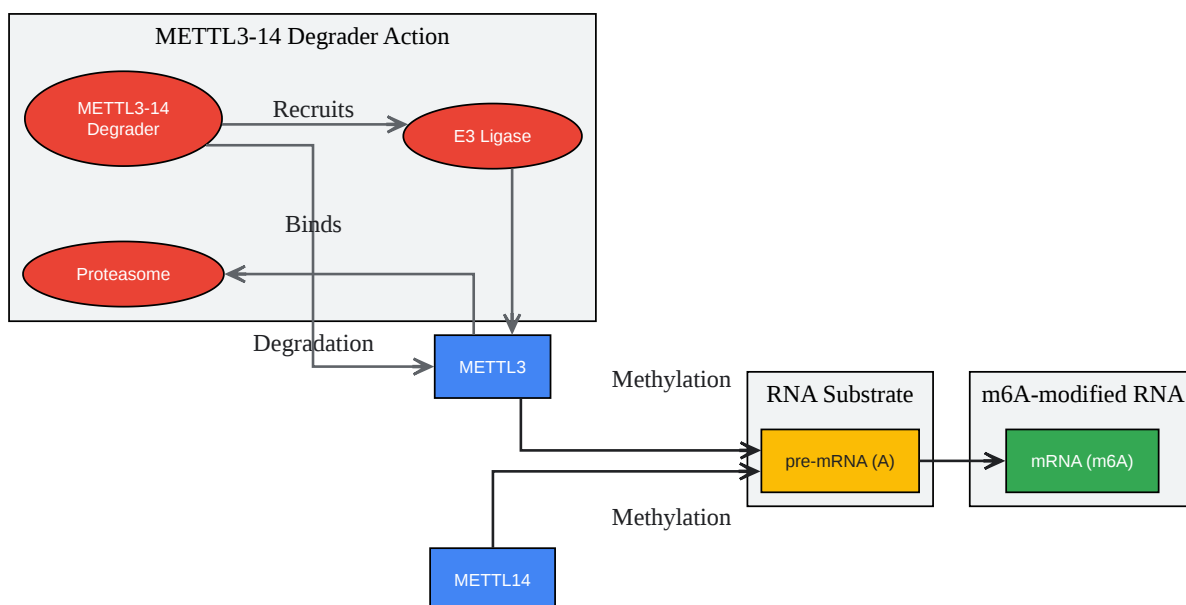 METTL3-14 Degrader Action
METTL3-14
Degrader
Recruits
E3 Ligase
Binds
Proteasome
Degradation
METTL3
Methylation
RNA Substrate
m6A-modified RNA
pre-mRNA (A)
mRNA (m6A)
Methylation
METTL14